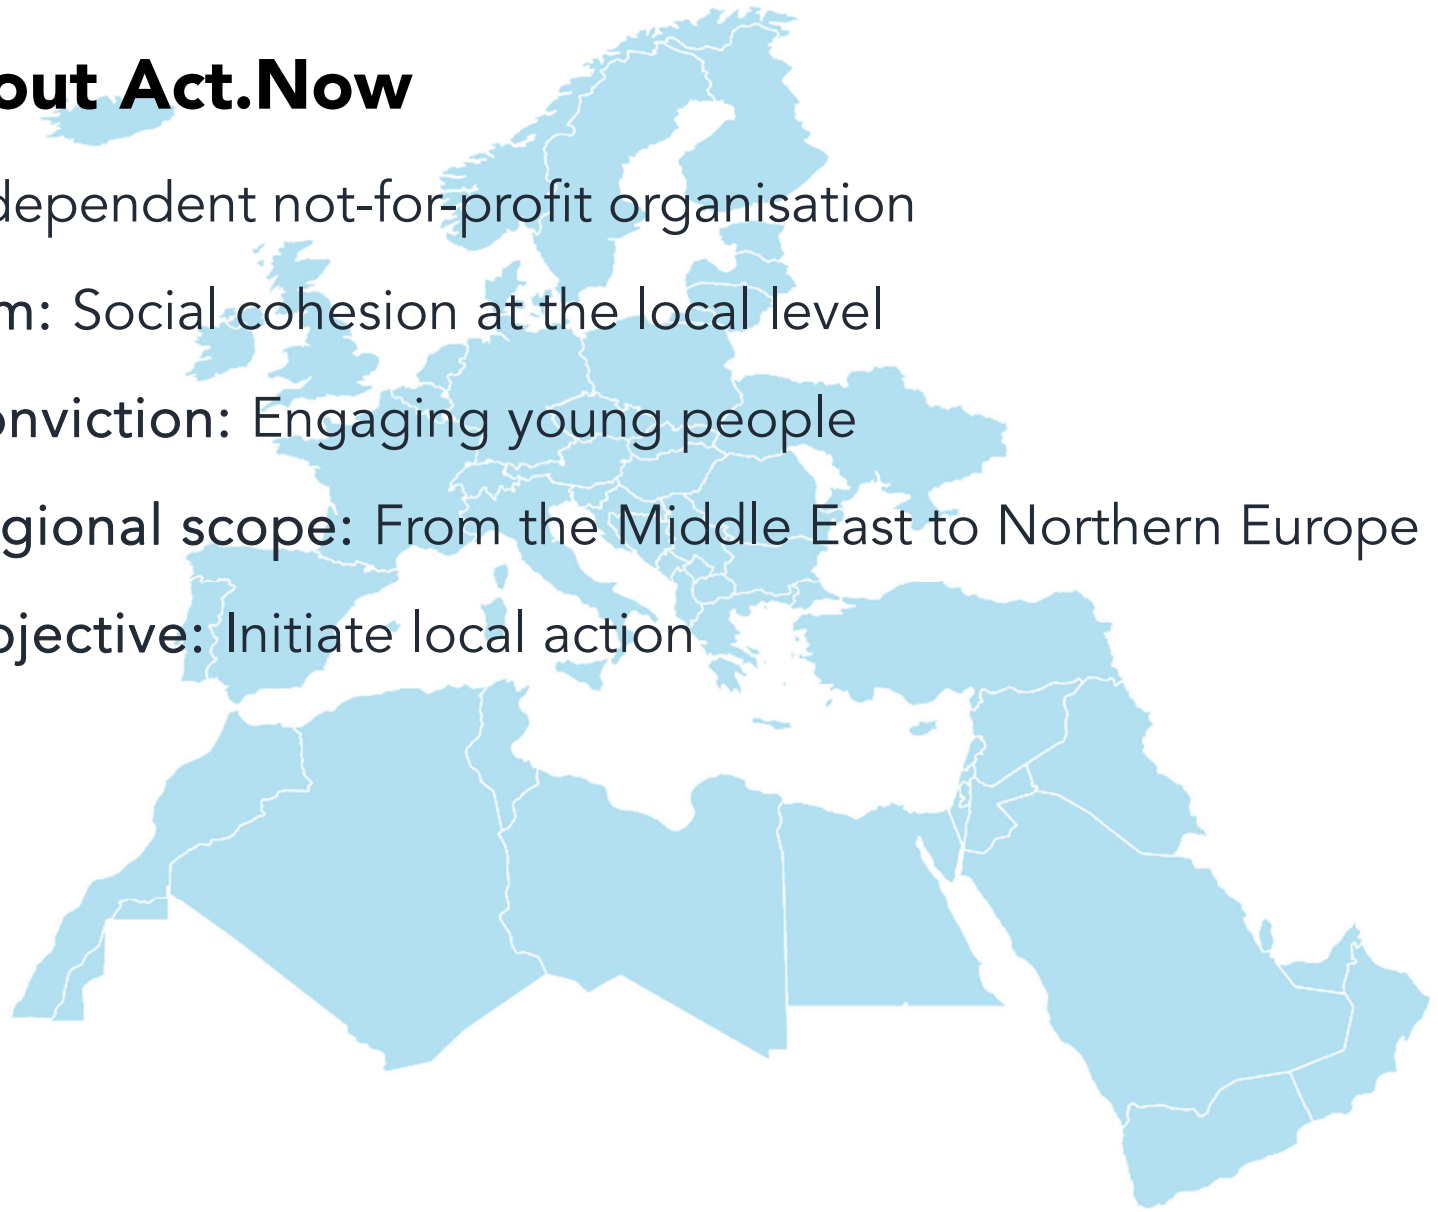 out Act.Now
dependent not-for-profit organisation
m: Social cohesion at the local level
onviction: Engaging young people
gional scope: From the Middle East to Northern Europe
jective: Initiate local action